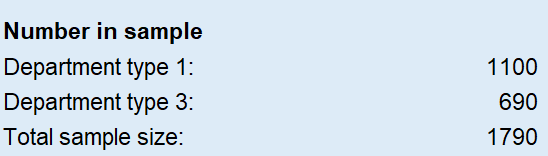 Number in sample
Department type 1: 1100
Department type 3: 690
Total sample size: 1790